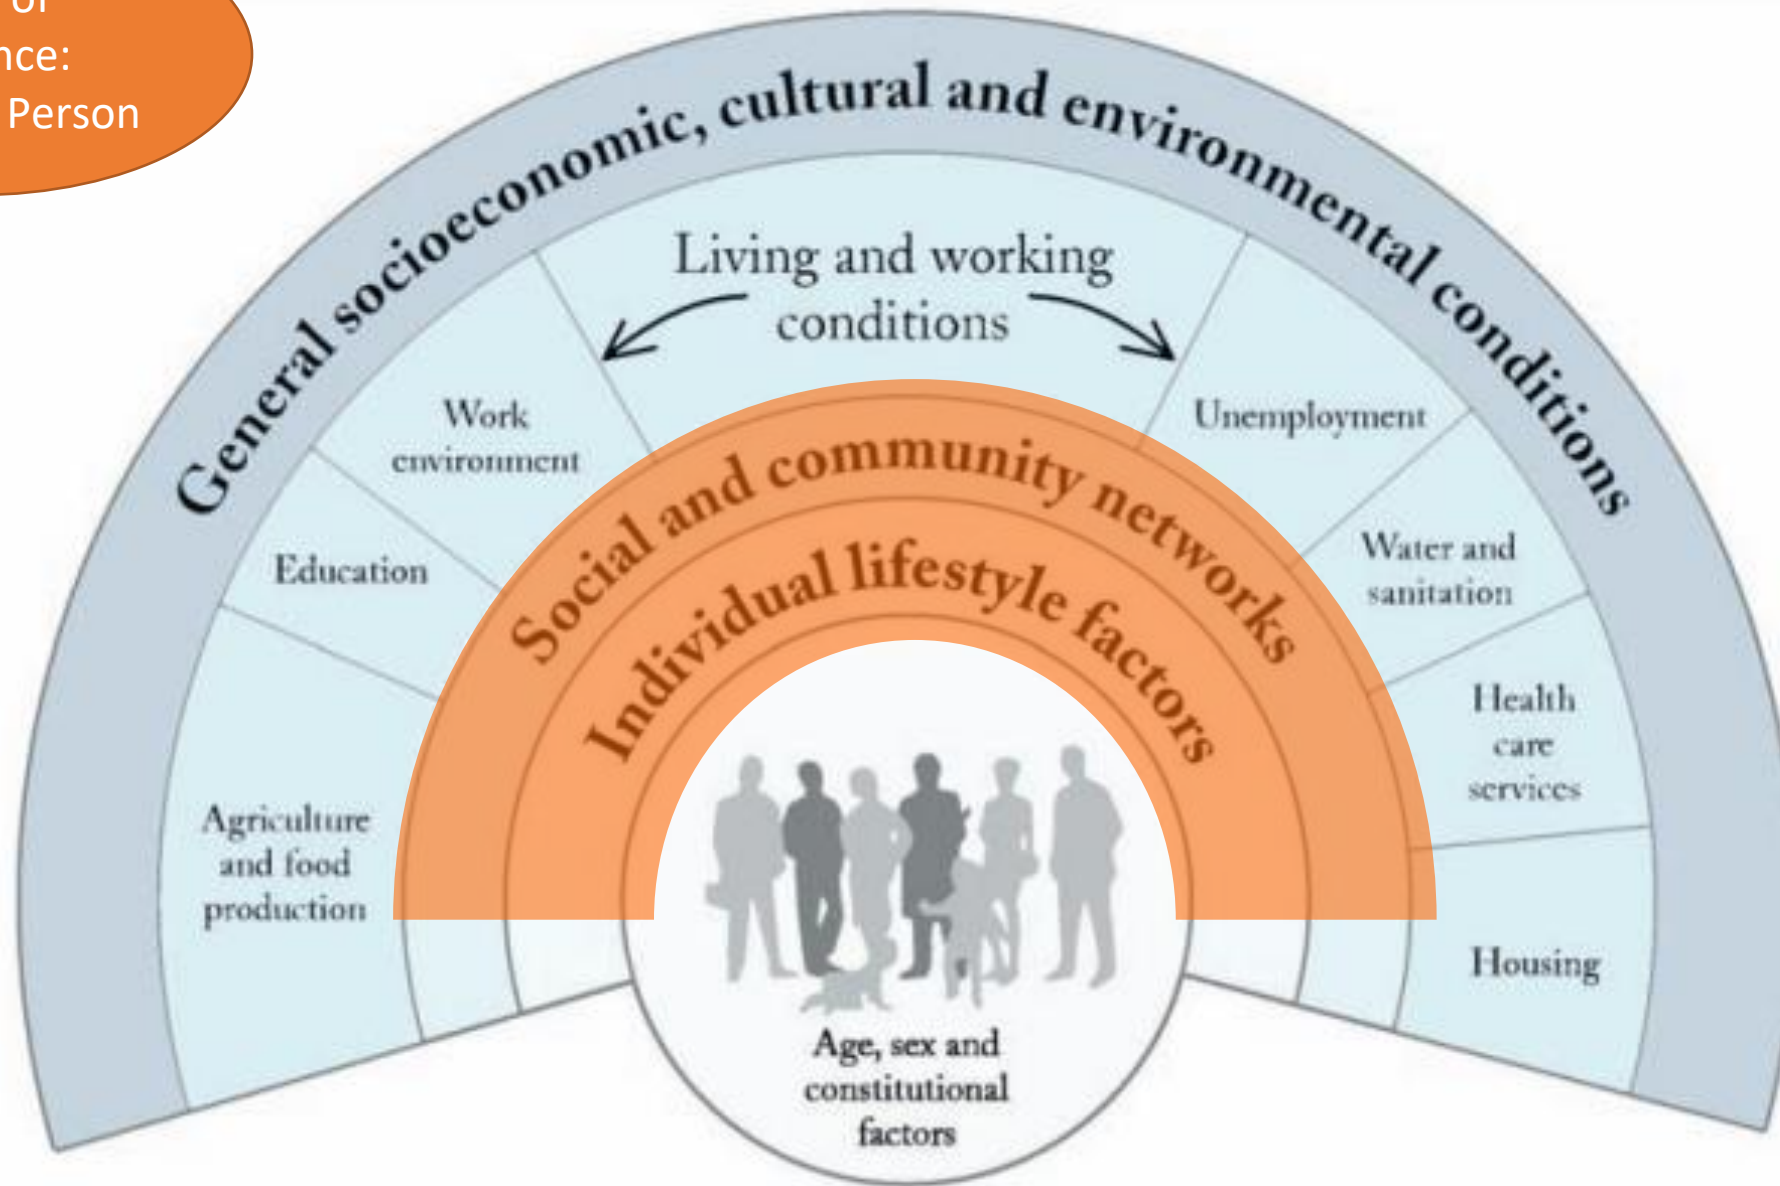 of
nce:
Person
General socioeconomic, cultural and environmental conditions
Living and working
conditions
Work
environment
Unemployment
Education
Water and
sanitation
Agriculture
and food
production
Health
care
services
Housing
Social and community networks
Individual lifestyle factors
Age, sex and
constitutional
factors